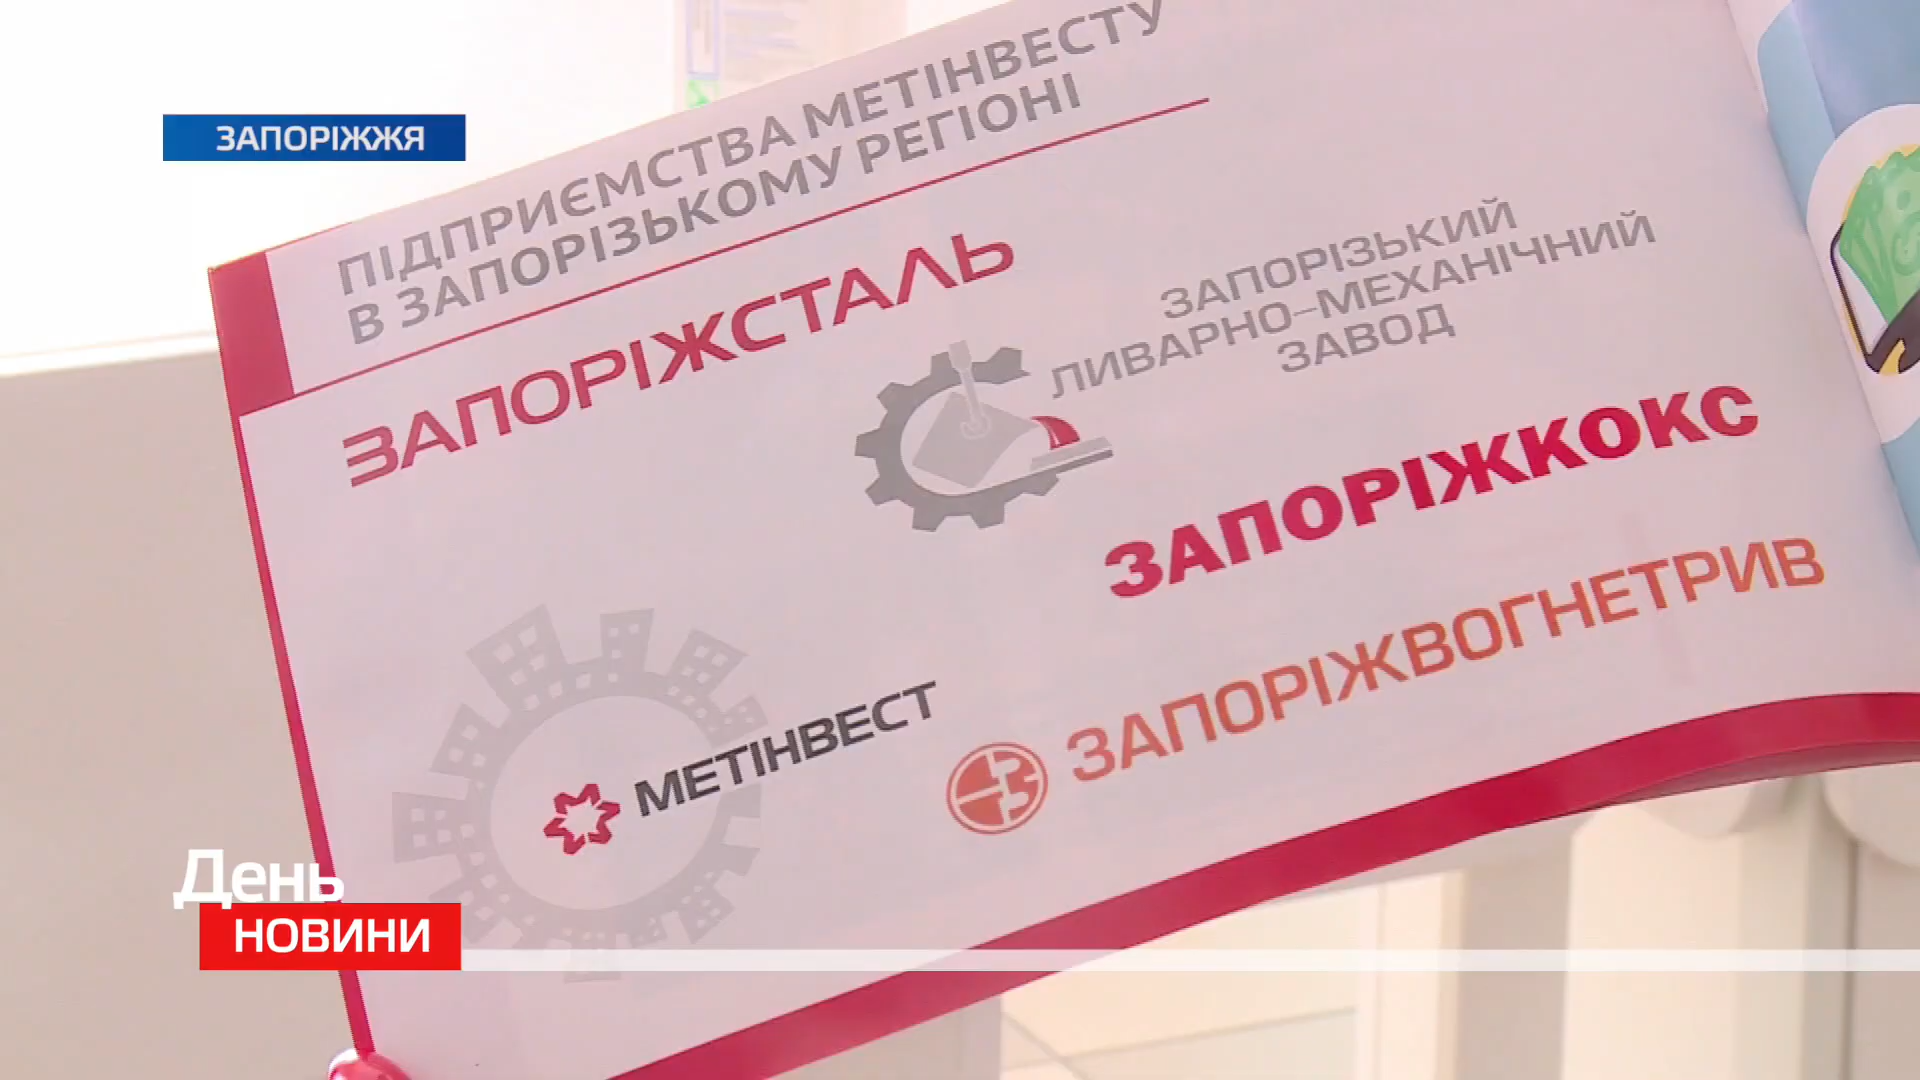 ЗАПОРІЖЖЯ
ПІДПРИЄМСТВА МЕТІНВЕСТУ
В ЗАПОРІЗЬКОМУ РЕГІОНІ
ЗАПОРІЖСТАЛЬ
ЗАПОРІЗЬКИЙ
ЛИВАРНО-МЕХАНІЧНИЙ
ЗАВОД
ЗАПОРІЖКОКС
ЗАПОРІЖВОГНЕТРИВ
МЕТІНВЕСТ
День
НОВИНИ